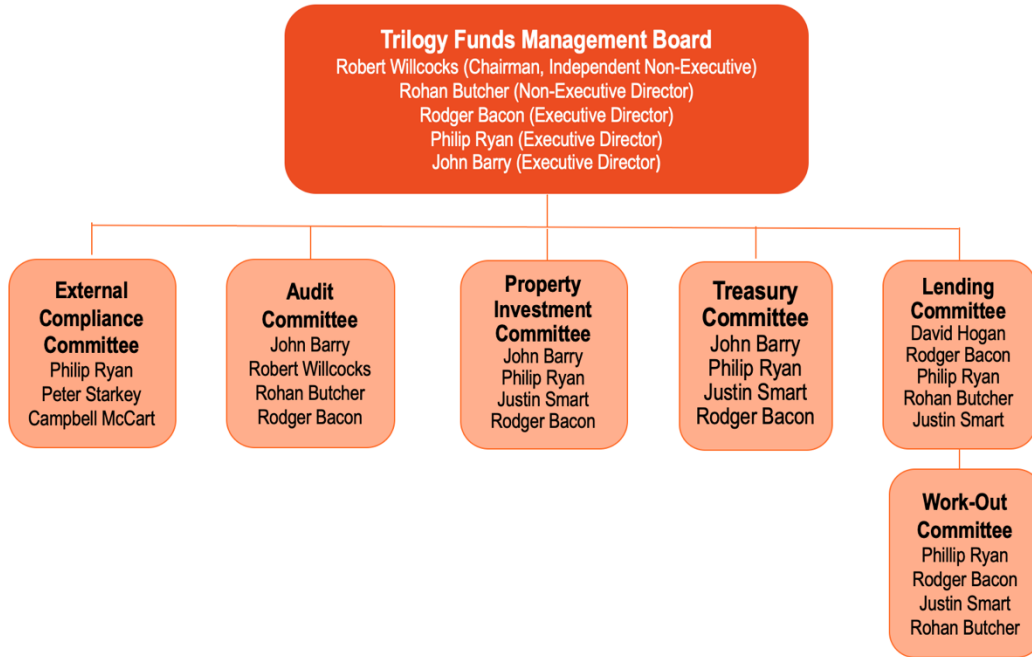 Trilogy Funds Management Board
Robert Willcocks (Chairman, Independent Non-Executive)
Rohan Butcher (Non-Executive Director)
Rodger Bacon (Executive Director)
Philip Ryan (Executive Director)
John Barry (Executive Director)
External
Compliance
Committee
Philip Ryan
Peter Starkey
Campbell McCart
Audit
Committee
John Barry
Robert Willcocks
Rohan Butcher
Rodger Bacon
Property
Investment
Committee
John Barry
Philip Ryan
Justin Smart
Rodger Bacon
Treasury
Committee
John Barry
Philip Ryan
Justin Smart
Rodger Bacon
Lending
Committee
David Hogan
Rodger Bacon
Philip Ryan
Rohan Butcher
Justin Smart
Work-Out
Committee
Phillip Ryan
Rodger Bacon
Justin Smart
Rohan Butcher